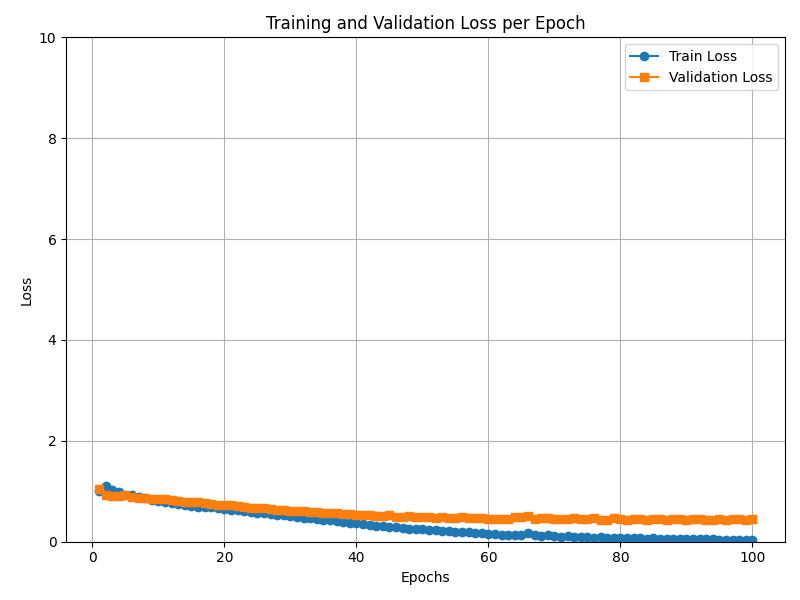 Training and Validation Loss per Epoch
Train Loss
Validation Loss
Loss
10
8
6
4
2
0
0 20 40 60 80 100
Epochs